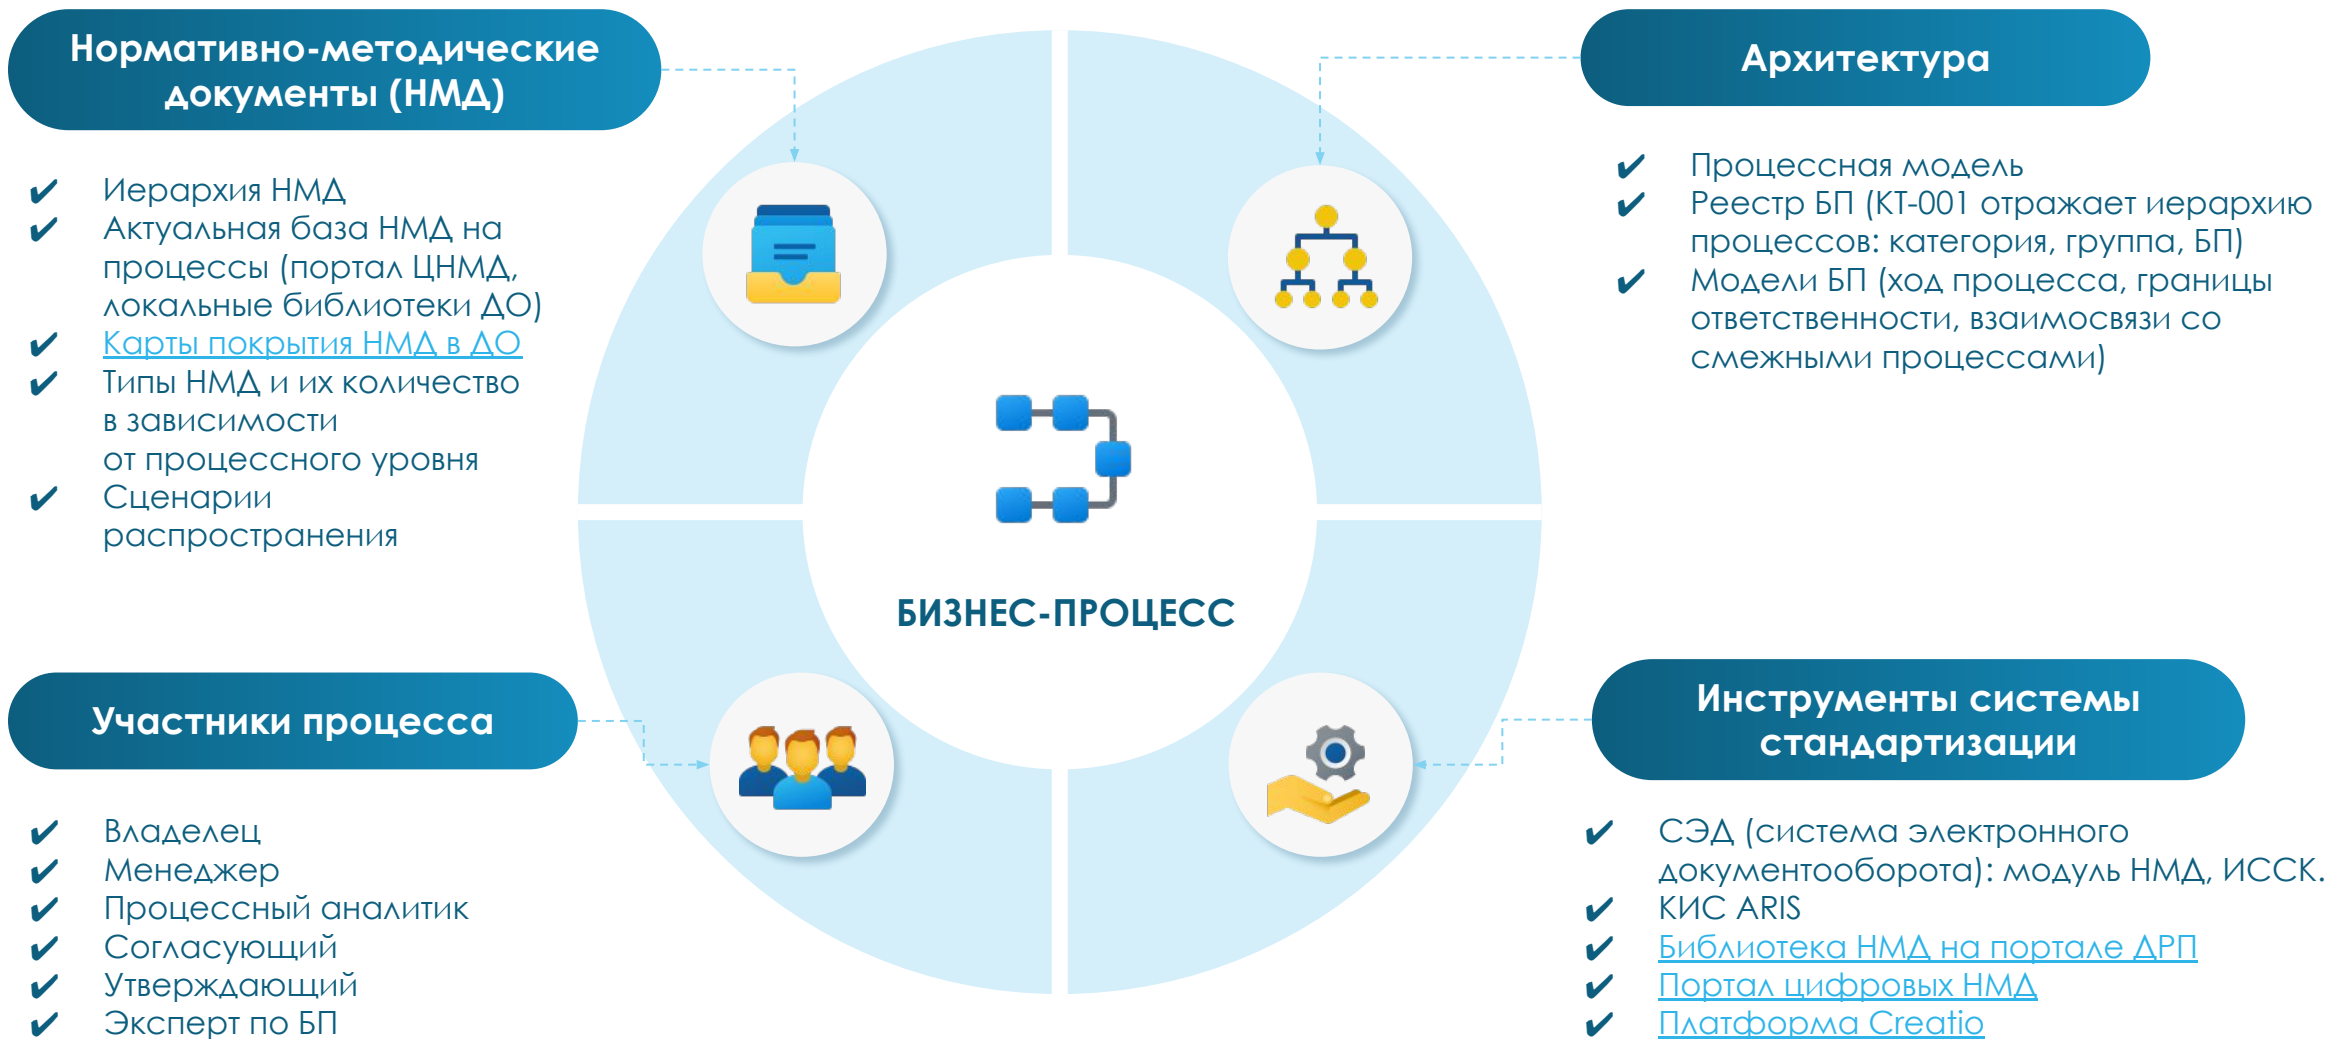 Нормативно-методические
документы (НМД)
✔ Иерархия НМД
✔ Актуальная база НМД на
процессы (портал ЦНМД,
локальные библиотеки ДО)
✔ Карты покрытия НМД в ДО
✔ Типы НМД и их количество
в зависимости
от процессного уровня
✔ Сценарии
распространения
Архитектура
✔ Процессная модель
✔ Реестр БП (КТ-001 отражает иерархию
процессов: категория, группа, БП)
✔ Модели БП (ход процесса, границы
ответственности, взаимосвязи со
смежными процессами)
БИЗНЕС-ПРОЦЕСС
Участники процесса
✔ Владелец
✔ Менеджер
✔ Процессный аналитик
✔ Согласующий
✔ Утверждающий
✔ Эксперт по БП
Инструменты системы
стандартизации
✔ СЭД (система электронного
документооборота): модуль НМД, ИССК.
✔ КИС ARIS
✔ Библиотека НМД на портале ДРП
✔ Портал цифровых НМД
✔ Платформа Creatio